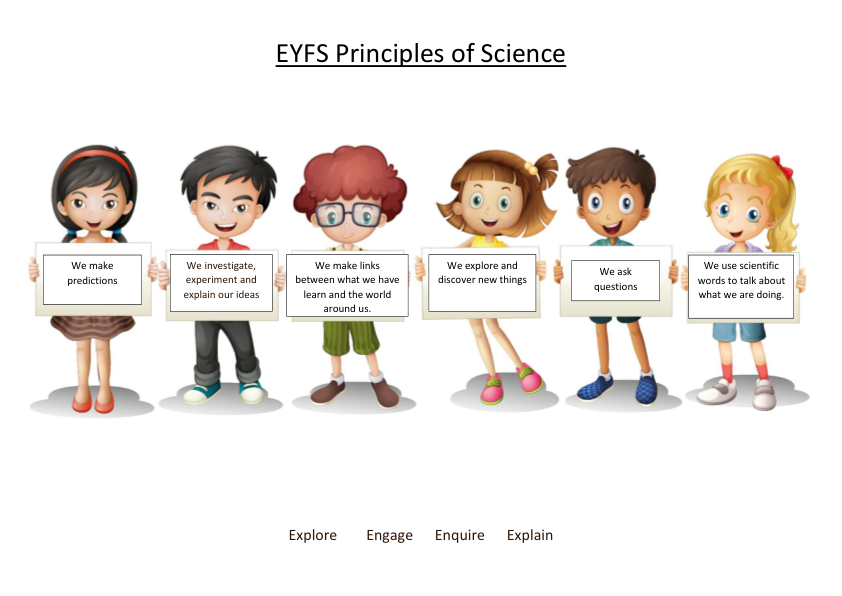 EYFS Principles of Science
We make
predictions
We investigate,
experiment and
explain our ideas
We make links
between what we have
learn and the world
around us.
We explore and
discover new things
We ask
questions
We use scientific
words to talk about
what we are doing.
Explore Engage Enquire Explain